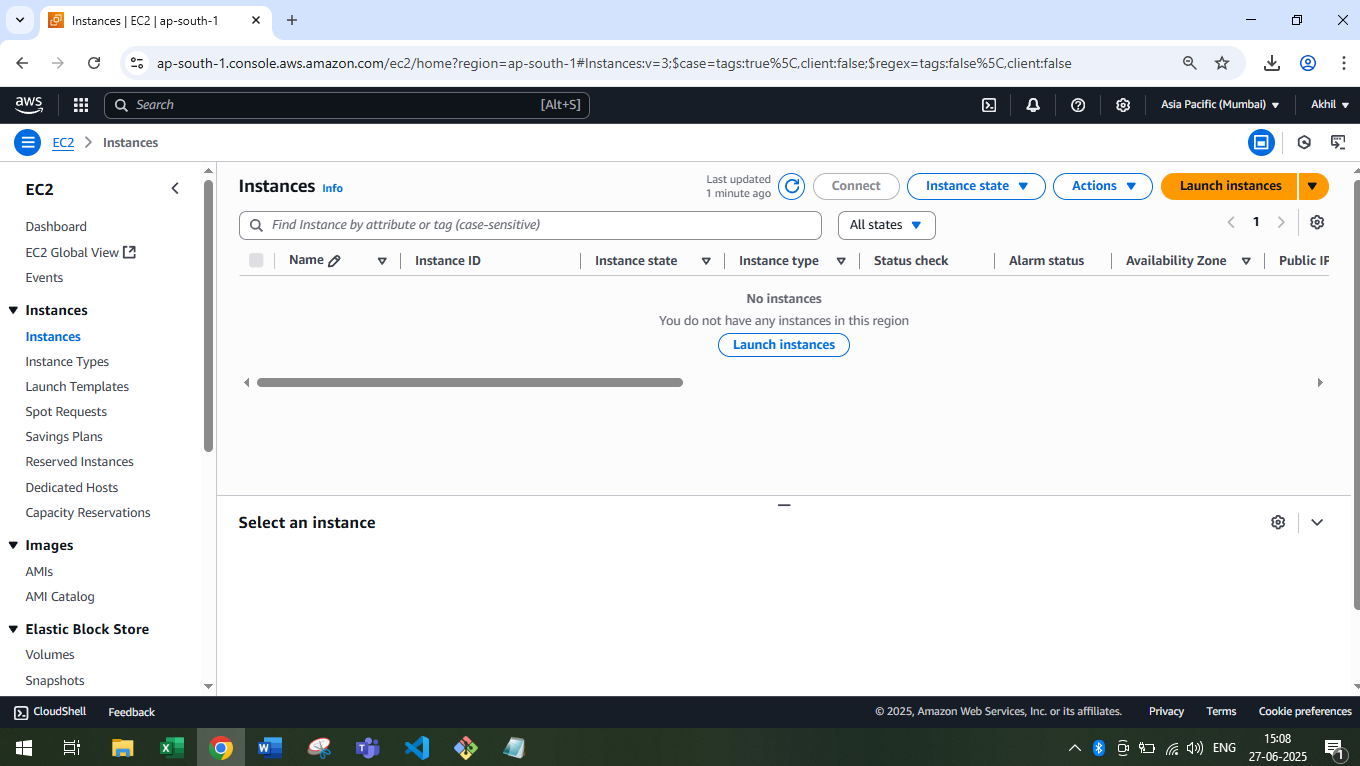 Instances | EC2 | ap-south-1
ap-south-1.console.aws.amazon.com/ec2/home?region=ap-south-1#Instances:v=3;$case=tags:true%5C,client:false;$regex=tags:false%5C,client:false
aws Search [Alt+S] Asia Pacific (Mumbai) Akhil
EC2 Instances
EC2
Dashboard
EC2 Global View
Events
Instances
Instances
Instance Types
Launch Templates
Spot Requests
Savings Plans
Reserved Instances
Dedicated Hosts
Capacity Reservations
Images
AMIs
AMI Catalog
Elastic Block Store
Volumes
Snapshots
Instances Info
Last updated
1 minute ago
Connect Instance state Actions Launch instances
Find Instance by attribute or tag (case-sensitive) All states 1
Name Instance ID Instance state Instance type Status check Alarm status Availability Zone Public IP
No instances
You do not have any instances in this region
Launch instances
Select an instance
CloudShell Feedback © 2025, Amazon Web Services, Inc. or its affiliates. Privacy Terms Cookie preferences
ENG
15:08
27-06-2025
1